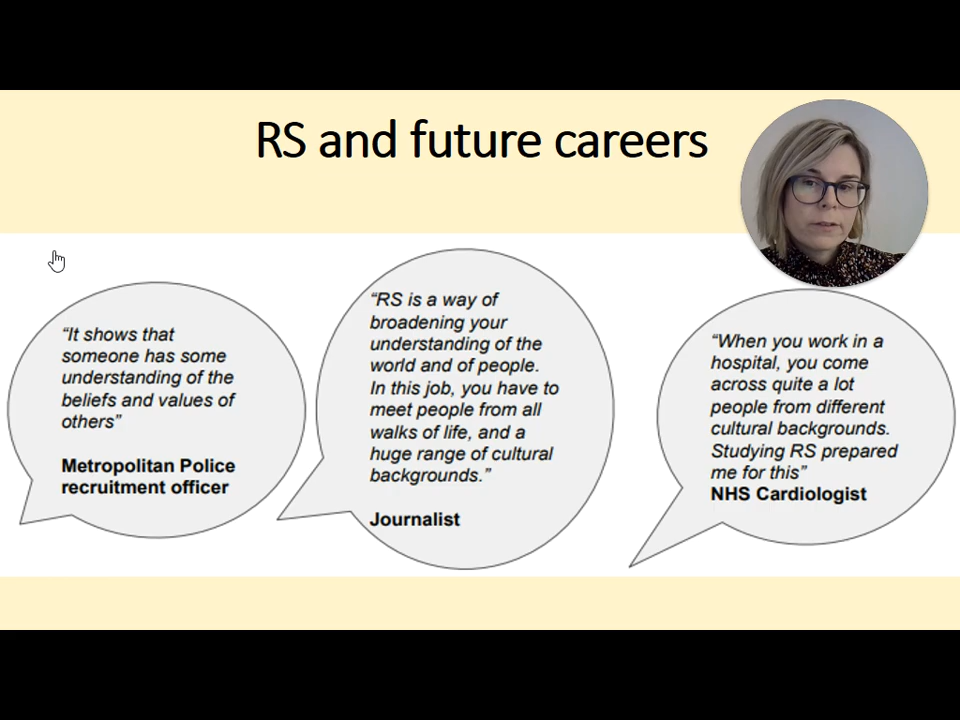 RS and future careers
“It shows that
someone has some
understanding of the
beliefs and values of
others”
Metropolitan Police
recruitment officer
“RS is a way of
broadening your
understanding of the
world and of people.
In this job, you have to
meet people from all
walks of life, and a
huge range of cultural
backgrounds.”
Journalist
“When you work in a
hospital, you come
across quite a lot
people from different
cultural backgrounds.
Studying RS prepared
me for this”
NHS Cardiologist